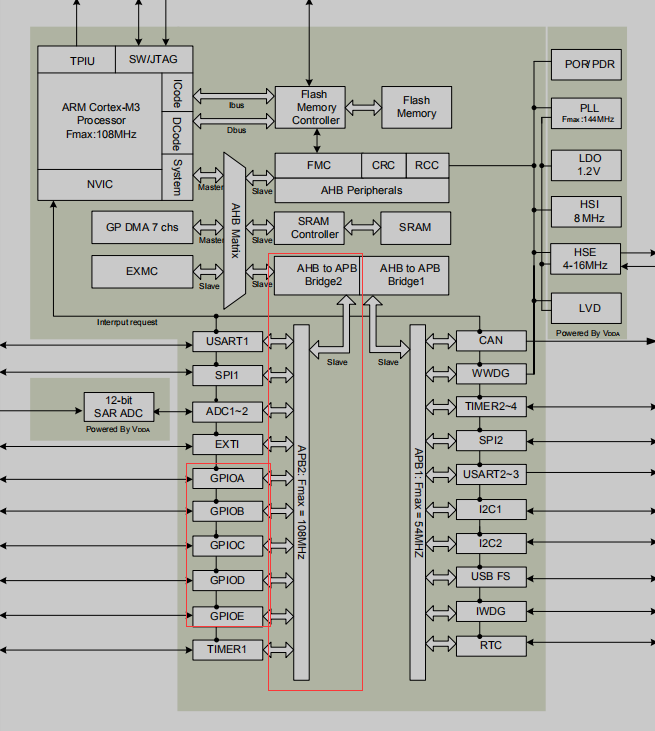 TPIU
SW/JTAG
POR/PDR
ICode
ARM Cortex-M3
Processor
Fmax:108MHz
Ibus
Flash
Memory
Controller
Flash
Memory
PLL
Fmax:144MHz
DCode
Dbus
FMC
CRC
RCC
LDO
1.2V
System
Master
Slave
AHB Peripherals
NVIC
HSI
8 MHz
GP DMA 7 chs
Master
AHB Matrix
Slave
SRAM
Controller
SRAM
HSE
4-16MHz
EXMC
Slave
Slave
AHB to APB
Bridge2
AHB to APB
Bridge1
LVD
Interrput request
Powered By VDDA
USART1
CAN
Slave
Slave
SPI1
WWDG
12-bit
SAR ADC
Powered By VDDA
ADC1~2
TIMER2~4
EXTI
SPI2
APB2: Fmax = 108MHz
APB1: Fmax = 54MHZ
GPIOA
USART2~3
GPIOB
I2C1
GPIOC
I2C2
GPIOD
USB FS
GPIOE
IWDG
TIMER1
RTC